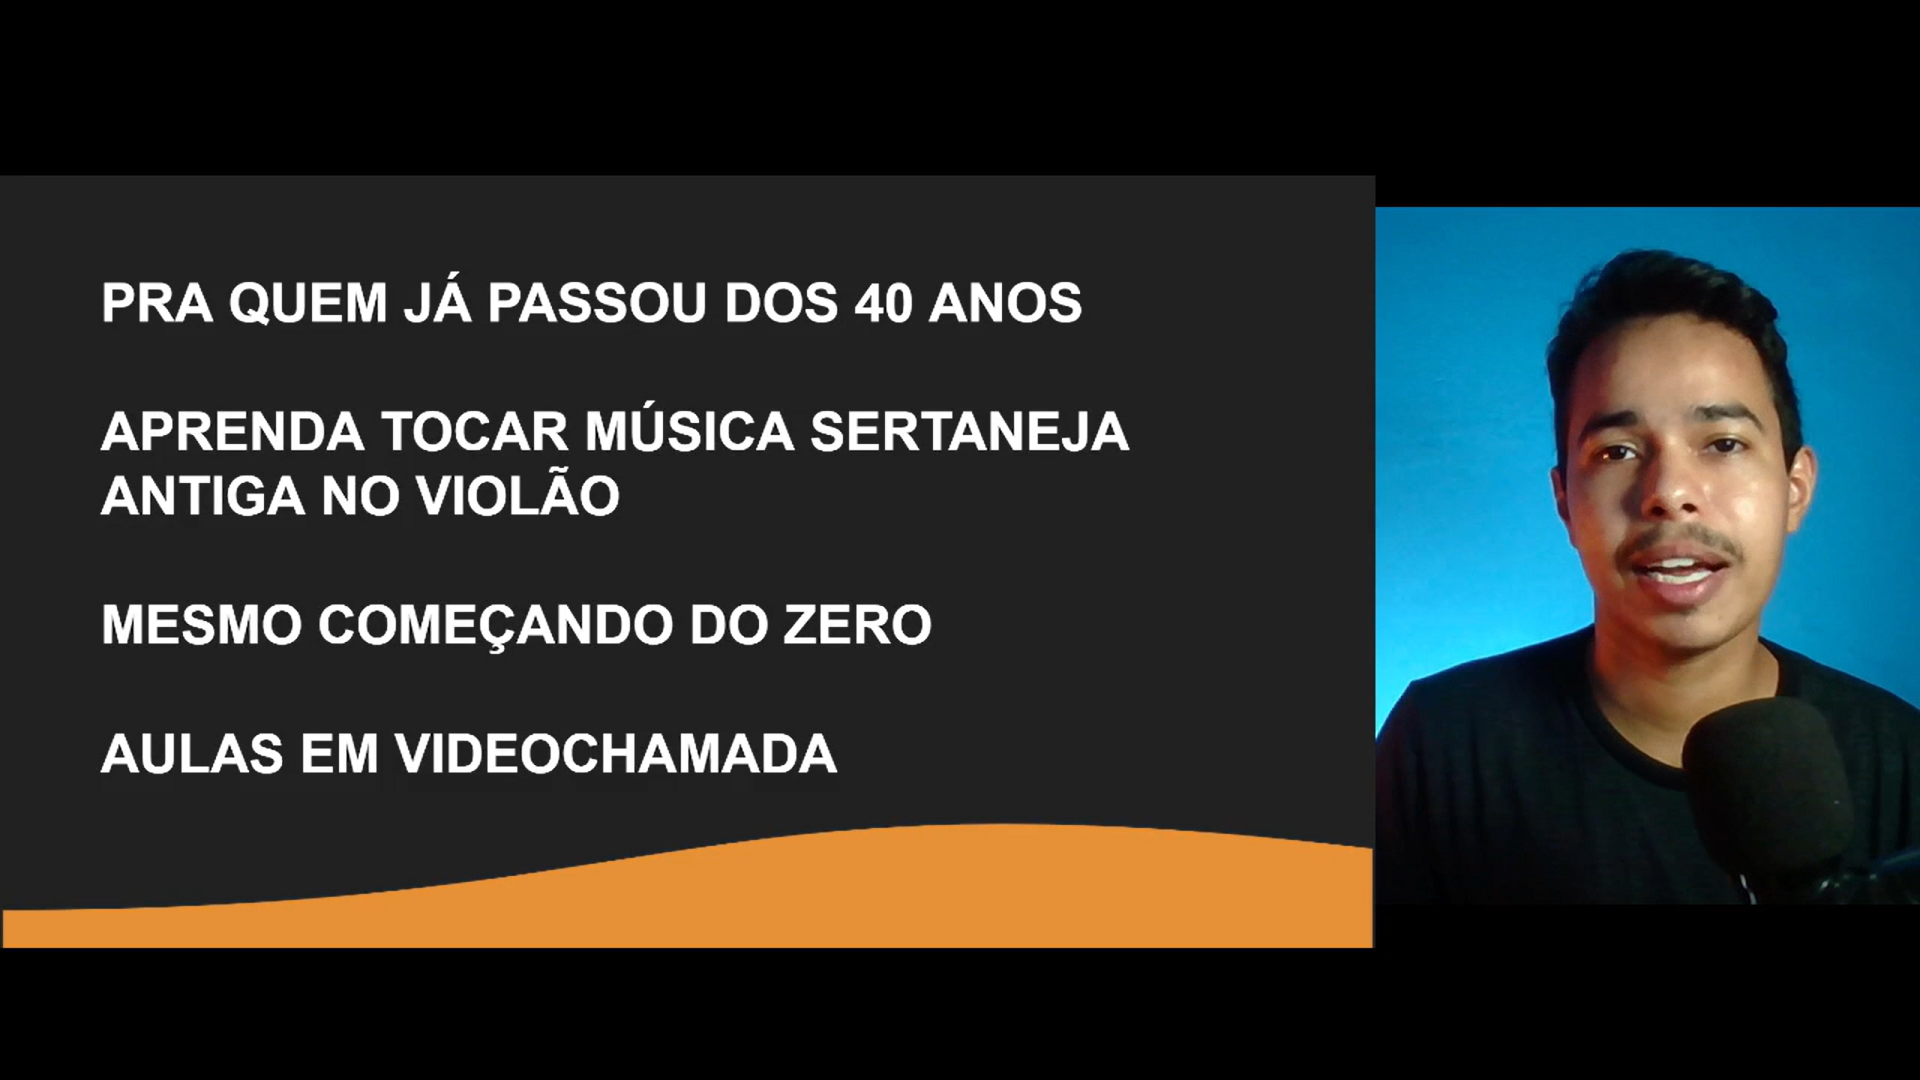 PRA QUEM JÁ PASSOU DOS 40 ANOS
APRENDA TOCAR MÚSICA SERTANEJA
ANTIGA NO VIOLÃO
MESMO COMEÇANDO DO ZERO
AULAS EM VIDEOCHAMADA